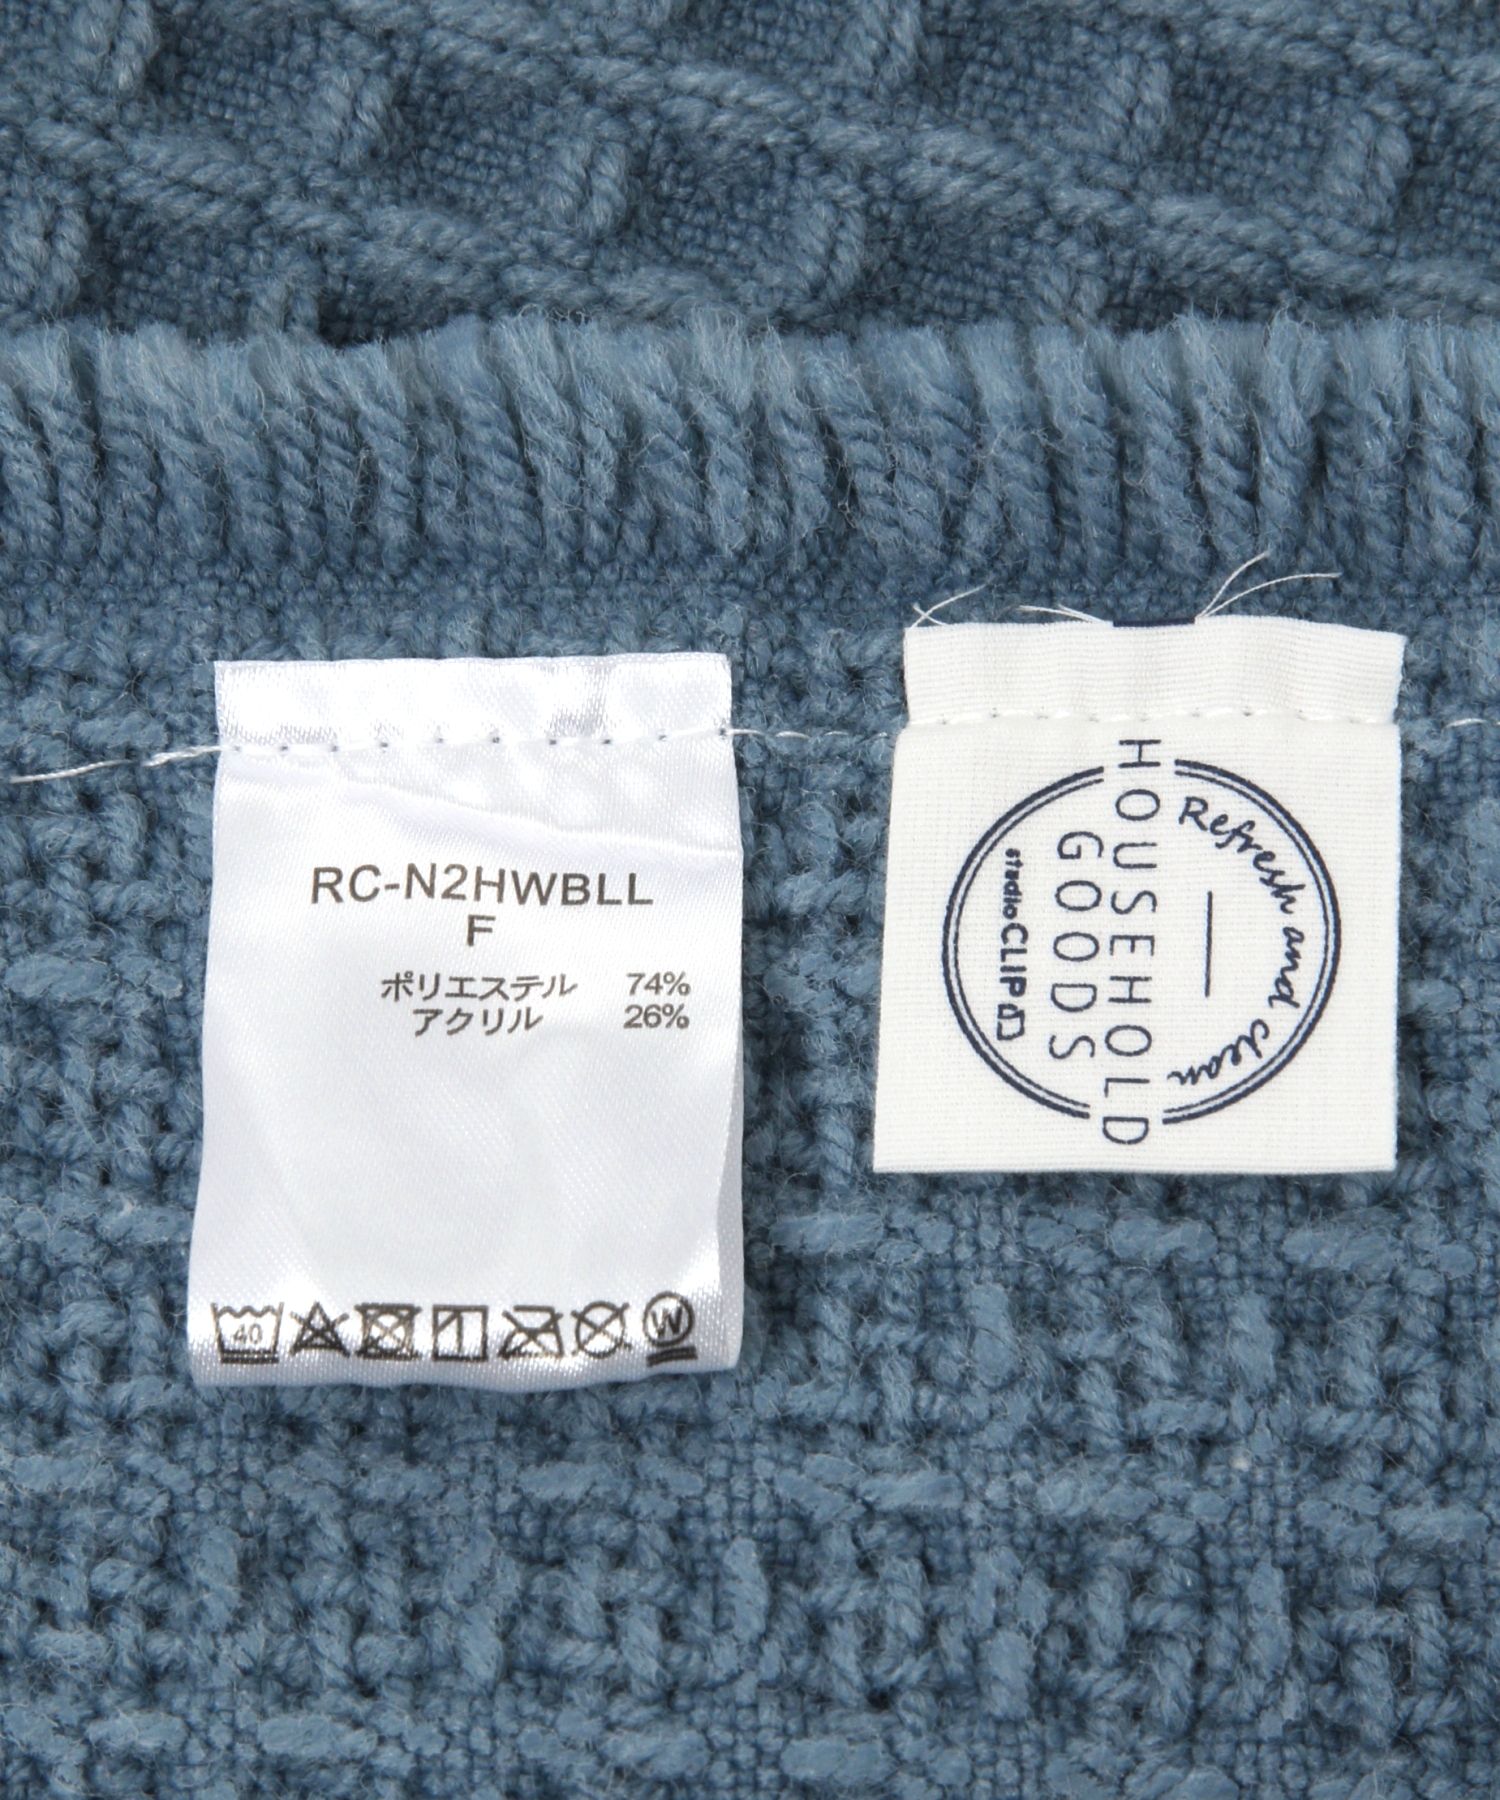 RC-N2HWBLL
F
ポリエステル 74%
アクリル 26%
40
W
Refresh and clean
HOUSEHOLD
GOODS
studio CLIP